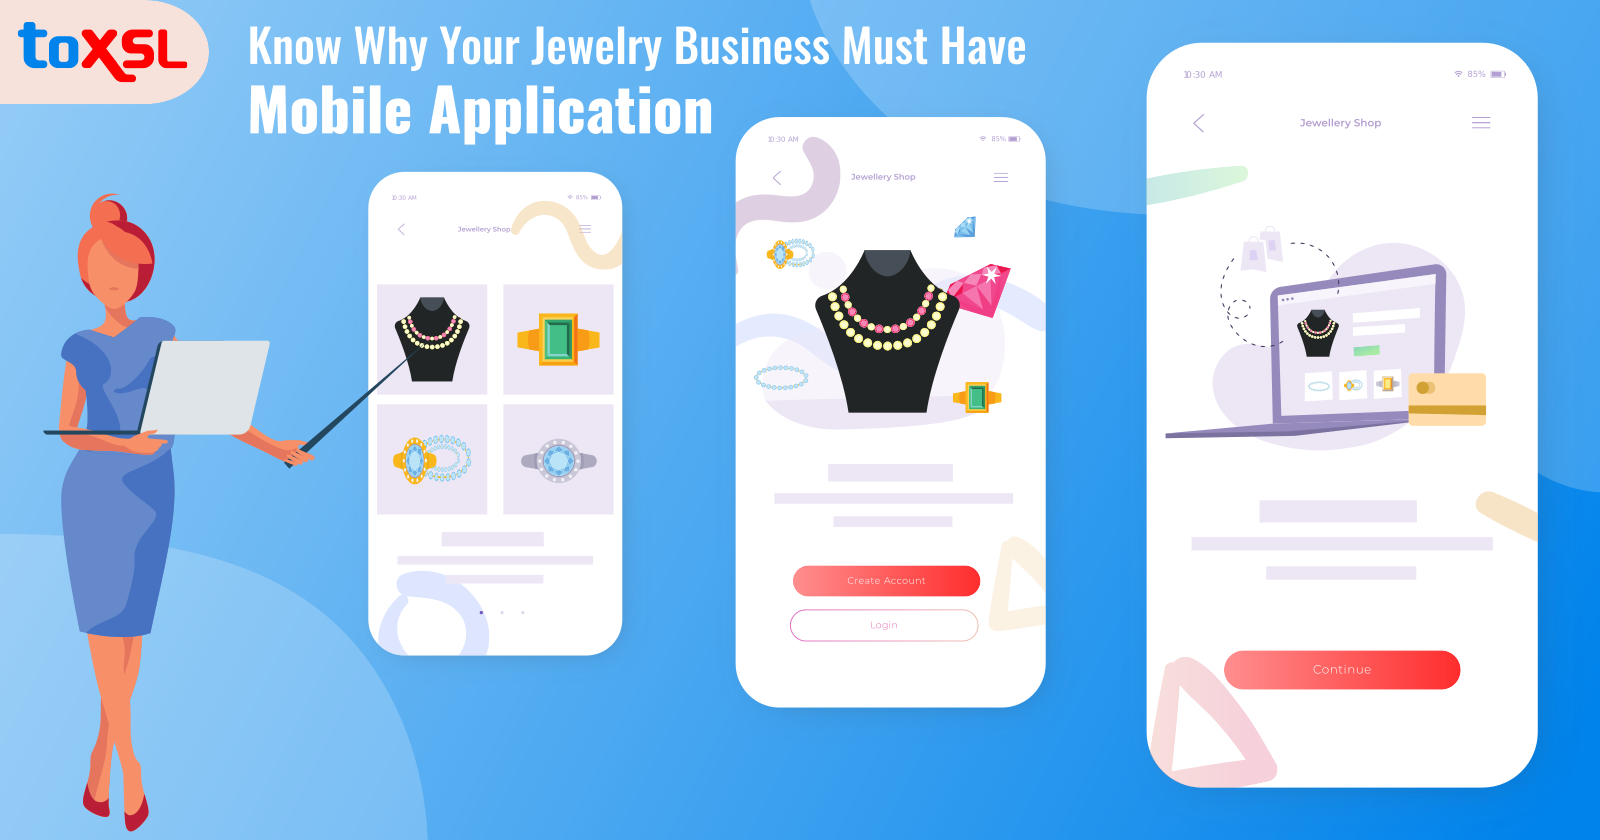 toXSL
Know Why Your Jewelry Business Must Have
Mobile Application
10:30 AM 85%
Jewellery Shop
10:30 AM 85%
Jewellery Shop
Create Account
Login
10:30 AM 85%
Jewellery Shop
Continue